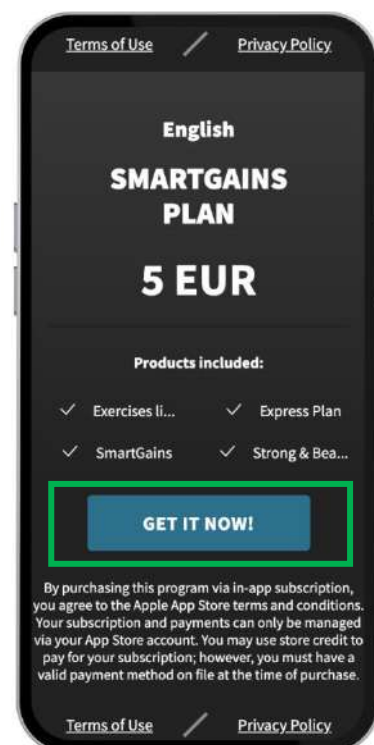 Terms of Use / Privacy Policy
English
SMARTGAINS
PLAN
5 EUR
Products included:
Exercises li... Express Plan
SmartGains Strong & Bea...
GET IT NOW!
By purchasing this program via in-app subscription,
you agree to the Apple App Store terms and conditions.
Your subscription and payments can only be managed
via your App Store account. You may use store credit to
pay for your subscription; however, you must have a
valid payment method on file at the time of purchase.
Terms of Use / Privacy Policy